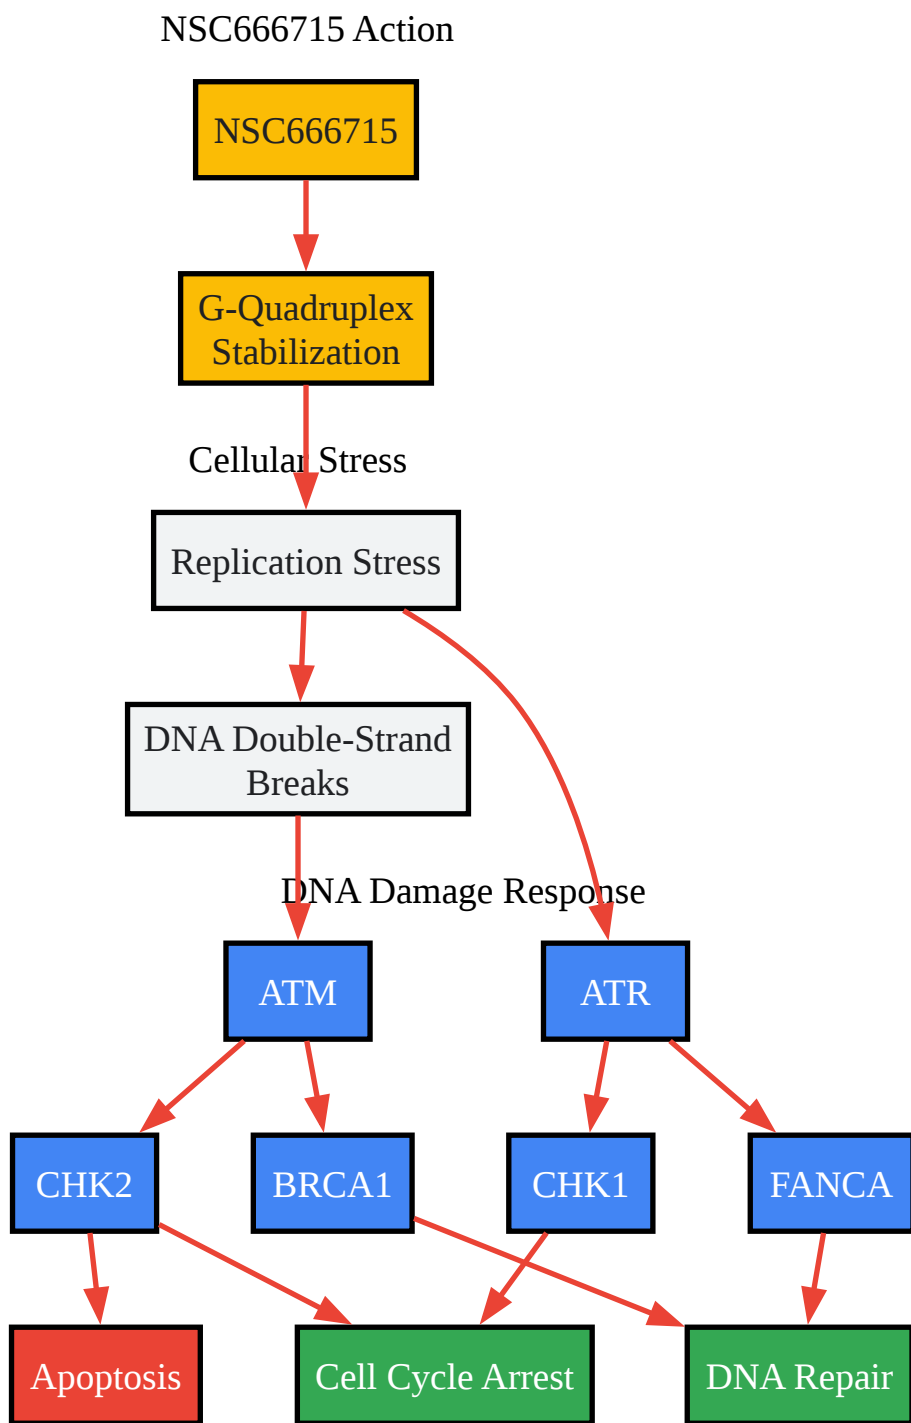 NSC666715 Action
NSC666715
G-Quadruplex
Stabilization
Cellular Stress
Replication Stress
DNA Double-Strand
Breaks
DNA Damage Response
ATM
ATR
CHK2
BRCA1
CHK1
FANCA
Apoptosis
Cell Cycle Arrest
DNA Repair